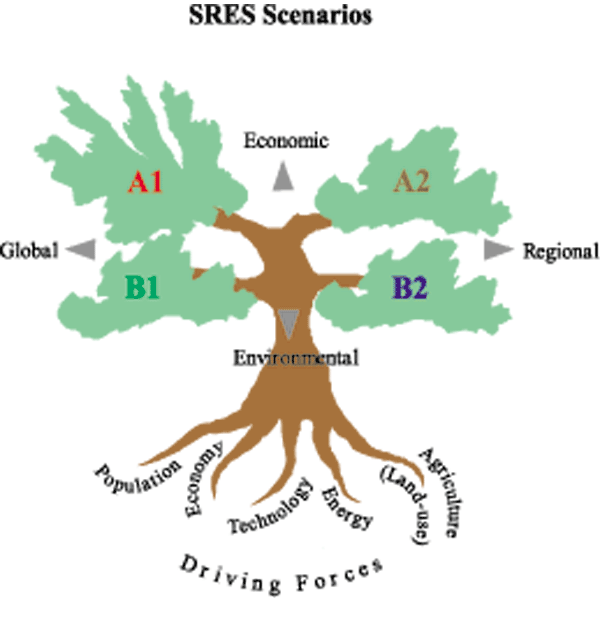 SRES Scenarios
Economic
A1
A2
Global
Regional
B1
B2
Environmental
Population
Economy
Technology
Energy
Agriculture
(Land-use)
Driving Forces